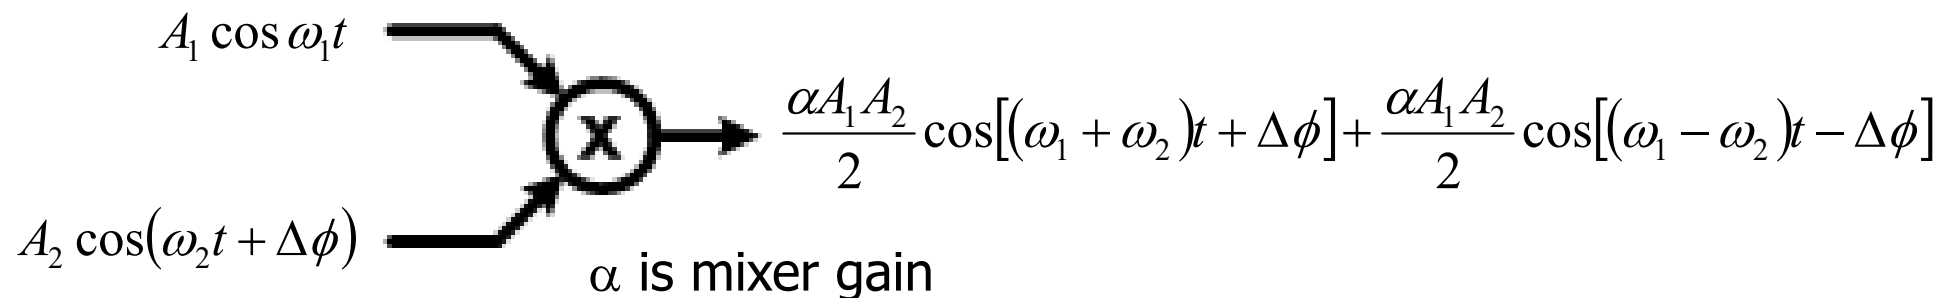 A₁ cos ω₁t
X
αA₁A₂/2 cos[(ω₁ + ω₂)t + Δϕ] + αA₁A₂/2 cos[(ω₁ − ω₂)t − Δϕ]
A₂ cos(ω₂t + Δϕ)
α is mixer gain